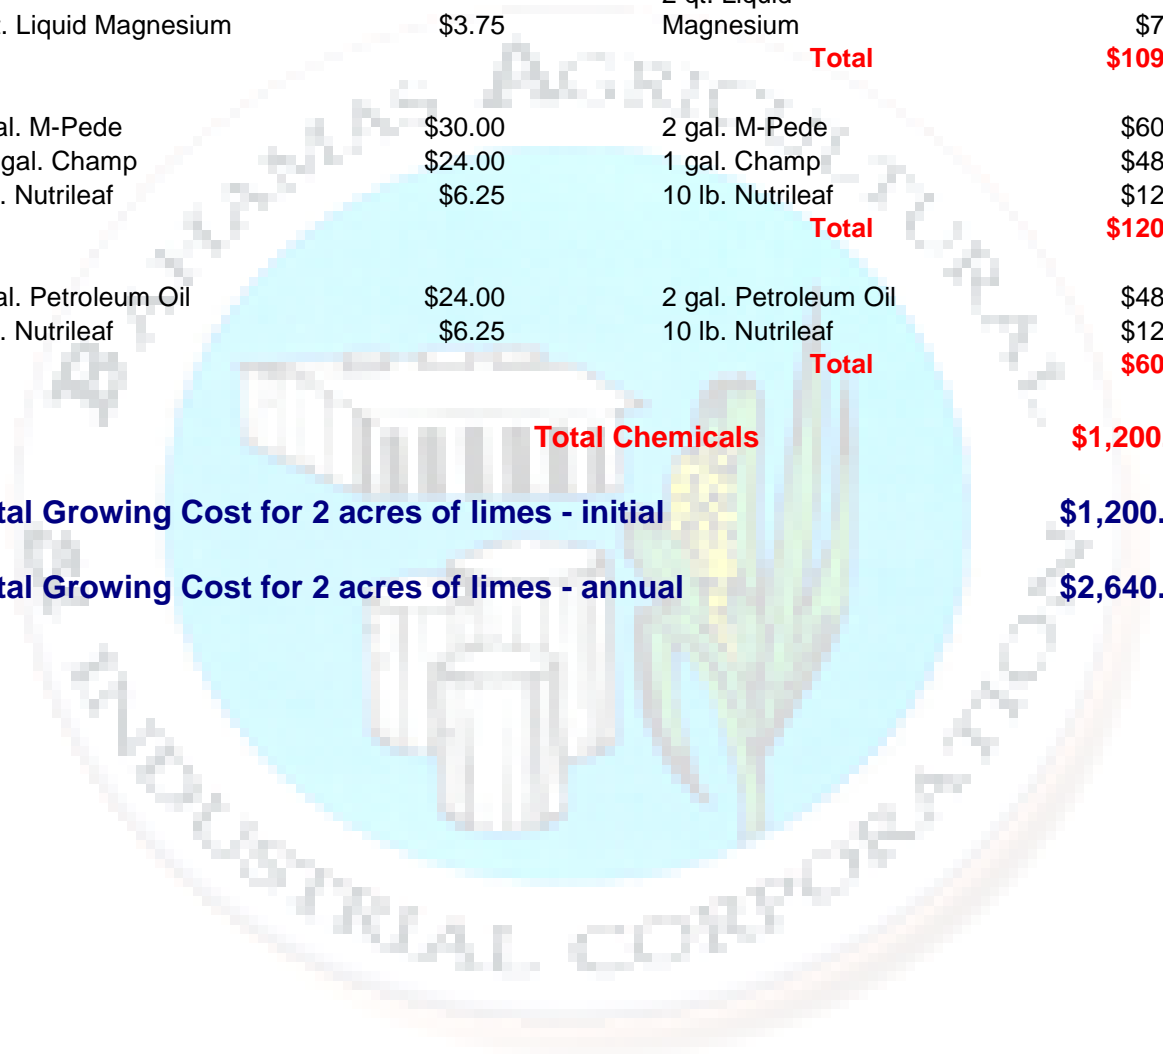 2 qt. Liquid
. Liquid Magnesium $3.75 Magnesium $7
Total $109
al. M-Pede $30.00 2 gal. M-Pede $60
gal. Champ $24.00 1 gal. Champ $48
. Nutrileaf $6.25 10 lb. Nutrileaf $12
Total $120
al. Petroleum Oil $24.00 2 gal. Petroleum Oil $48
. Nutrileaf $6.25 10 lb. Nutrileaf $12
Total $60
Total Chemicals $1,200
tal Growing Cost for 2 acres of limes - initial $1,200.
tal Growing Cost for 2 acres of limes - annual $2,640.
BAHAMAS AGRICULTURAL
INDUSTRIAL CORPORATION